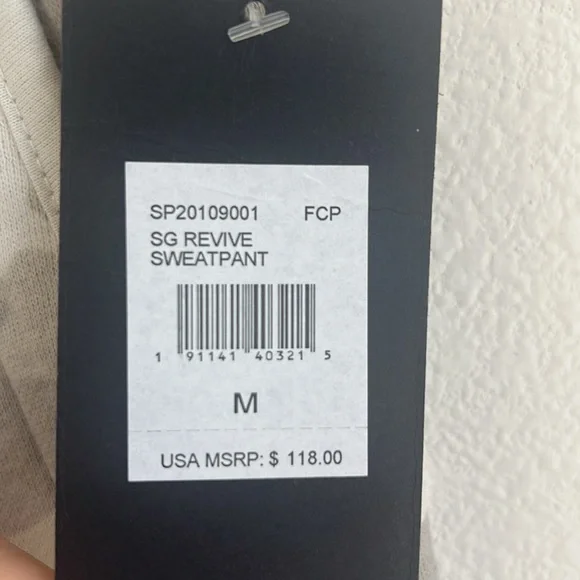 SP20109001 FCP
SG REVIVE
SWEATPANT
1 91141 40321 5
M
USA MSRP: $ 118.00